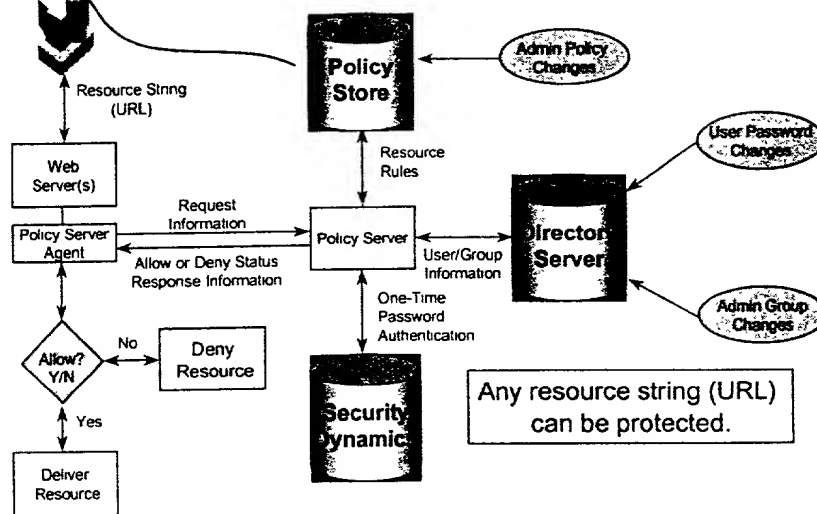 Policy
Store
Admin Policy
Changes
Resource String
(URL)
User Password
Changes
Web
Server(s)
Resource
Rules
Request
Information
Policy Server
Agent
Policy Server
Director
Server
Allow or Deny Status
Response Information
User/Group
Information
One-Time
Password
Authentication
Admin Group
Changes
Allow?
Y/N
No
Deny
Resource
Any resource string (URL)
can be protected.
Security
Dynamic
Yes
Deliver
Resource